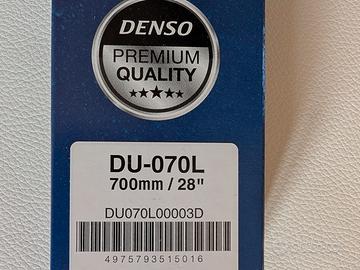 DENSO
PREMIUM
QUALITY
DU-070L
700mm / 28"
DU070L00003D
4975793515016